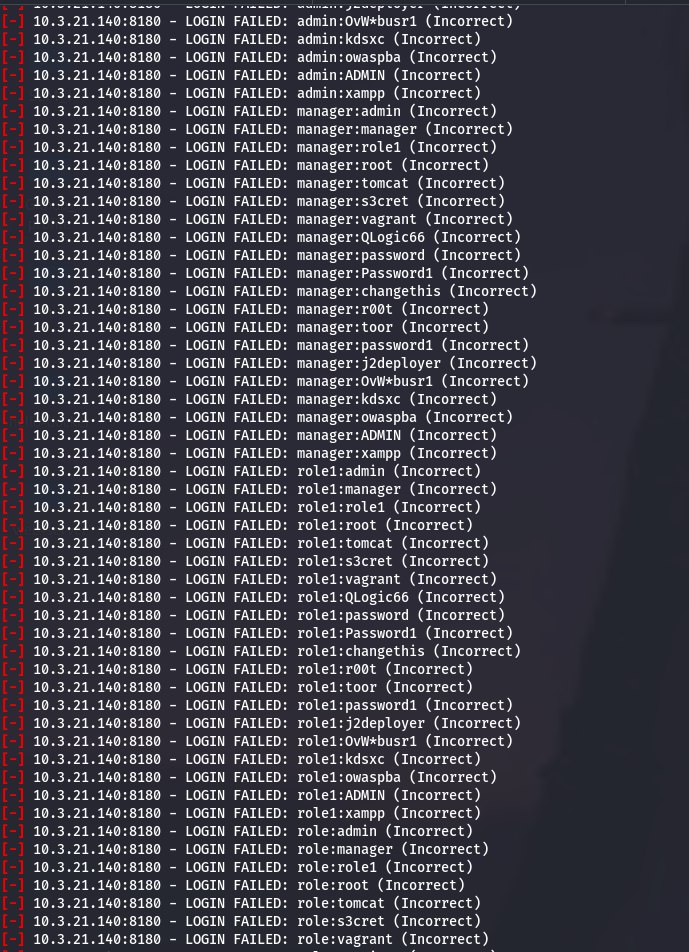 [-] 10.3.21.140:8180 - LOGIN FAILED: admin:j2deployer (Incorrect)
[-] 10.3.21.140:8180 - LOGIN FAILED: admin:OvW*busr1 (Incorrect)
[-] 10.3.21.140:8180 - LOGIN FAILED: admin:kdsxc (Incorrect)
[-] 10.3.21.140:8180 - LOGIN FAILED: admin:owaspba (Incorrect)
[-] 10.3.21.140:8180 - LOGIN FAILED: admin:ADMIN (Incorrect)
[-] 10.3.21.140:8180 - LOGIN FAILED: admin:xampp (Incorrect)
[-] 10.3.21.140:8180 - LOGIN FAILED: manager:admin (Incorrect)
[-] 10.3.21.140:8180 - LOGIN FAILED: manager:manager (Incorrect)
[-] 10.3.21.140:8180 - LOGIN FAILED: manager:role1 (Incorrect)
[-] 10.3.21.140:8180 - LOGIN FAILED: manager:root (Incorrect)
[-] 10.3.21.140:8180 - LOGIN FAILED: manager:tomcat (Incorrect)
[-] 10.3.21.140:8180 - LOGIN FAILED: manager:s3cret (Incorrect)
[-] 10.3.21.140:8180 - LOGIN FAILED: manager:vagrant (Incorrect)
[-] 10.3.21.140:8180 - LOGIN FAILED: manager:QLogic66 (Incorrect)
[-] 10.3.21.140:8180 - LOGIN FAILED: manager:password (Incorrect)
[-] 10.3.21.140:8180 - LOGIN FAILED: manager:Password1 (Incorrect)
[-] 10.3.21.140:8180 - LOGIN FAILED: manager:changethis (Incorrect)
[-] 10.3.21.140:8180 - LOGIN FAILED: manager:r00t (Incorrect)
[-] 10.3.21.140:8180 - LOGIN FAILED: manager:toor (Incorrect)
[-] 10.3.21.140:8180 - LOGIN FAILED: manager:password1 (Incorrect)
[-] 10.3.21.140:8180 - LOGIN FAILED: manager:j2deployer (Incorrect)
[-] 10.3.21.140:8180 - LOGIN FAILED: manager:OvW*busr1 (Incorrect)
[-] 10.3.21.140:8180 - LOGIN FAILED: manager:kdsxc (Incorrect)
[-] 10.3.21.140:8180 - LOGIN FAILED: manager:owaspba (Incorrect)
[-] 10.3.21.140:8180 - LOGIN FAILED: manager:ADMIN (Incorrect)
[-] 10.3.21.140:8180 - LOGIN FAILED: manager:xampp (Incorrect)
[-] 10.3.21.140:8180 - LOGIN FAILED: role1:admin (Incorrect)
[-] 10.3.21.140:8180 - LOGIN FAILED: role1:manager (Incorrect)
[-] 10.3.21.140:8180 - LOGIN FAILED: role1:role1 (Incorrect)
[-] 10.3.21.140:8180 - LOGIN FAILED: role1:root (Incorrect)
[-] 10.3.21.140:8180 - LOGIN FAILED: role1:tomcat (Incorrect)
[-] 10.3.21.140:8180 - LOGIN FAILED: role1:s3cret (Incorrect)
[-] 10.3.21.140:8180 - LOGIN FAILED: role1:vagrant (Incorrect)
[-] 10.3.21.140:8180 - LOGIN FAILED: role1:QLogic66 (Incorrect)
[-] 10.3.21.140:8180 - LOGIN FAILED: role1:password (Incorrect)
[-] 10.3.21.140:8180 - LOGIN FAILED: role1:Password1 (Incorrect)
[-] 10.3.21.140:8180 - LOGIN FAILED: role1:changethis (Incorrect)
[-] 10.3.21.140:8180 - LOGIN FAILED: role1:r00t (Incorrect)
[-] 10.3.21.140:8180 - LOGIN FAILED: role1:toor (Incorrect)
[-] 10.3.21.140:8180 - LOGIN FAILED: role1:password1 (Incorrect)
[-] 10.3.21.140:8180 - LOGIN FAILED: role1:j2deployer (Incorrect)
[-] 10.3.21.140:8180 - LOGIN FAILED: role1:OvW*busr1 (Incorrect)
[-] 10.3.21.140:8180 - LOGIN FAILED: role1:kdsxc (Incorrect)
[-] 10.3.21.140:8180 - LOGIN FAILED: role1:owaspba (Incorrect)
[-] 10.3.21.140:8180 - LOGIN FAILED: role1:ADMIN (Incorrect)
[-] 10.3.21.140:8180 - LOGIN FAILED: role1:xampp (Incorrect)
[-] 10.3.21.140:8180 - LOGIN FAILED: role:admin (Incorrect)
[-] 10.3.21.140:8180 - LOGIN FAILED: role:manager (Incorrect)
[-] 10.3.21.140:8180 - LOGIN FAILED: role:role1 (Incorrect)
[-] 10.3.21.140:8180 - LOGIN FAILED: role:root (Incorrect)
[-] 10.3.21.140:8180 - LOGIN FAILED: role:tomcat (Incorrect)
[-] 10.3.21.140:8180 - LOGIN FAILED: role:s3cret (Incorrect)
[-] 10.3.21.140:8180 - LOGIN FAILED: role:vagrant (Incorrect)